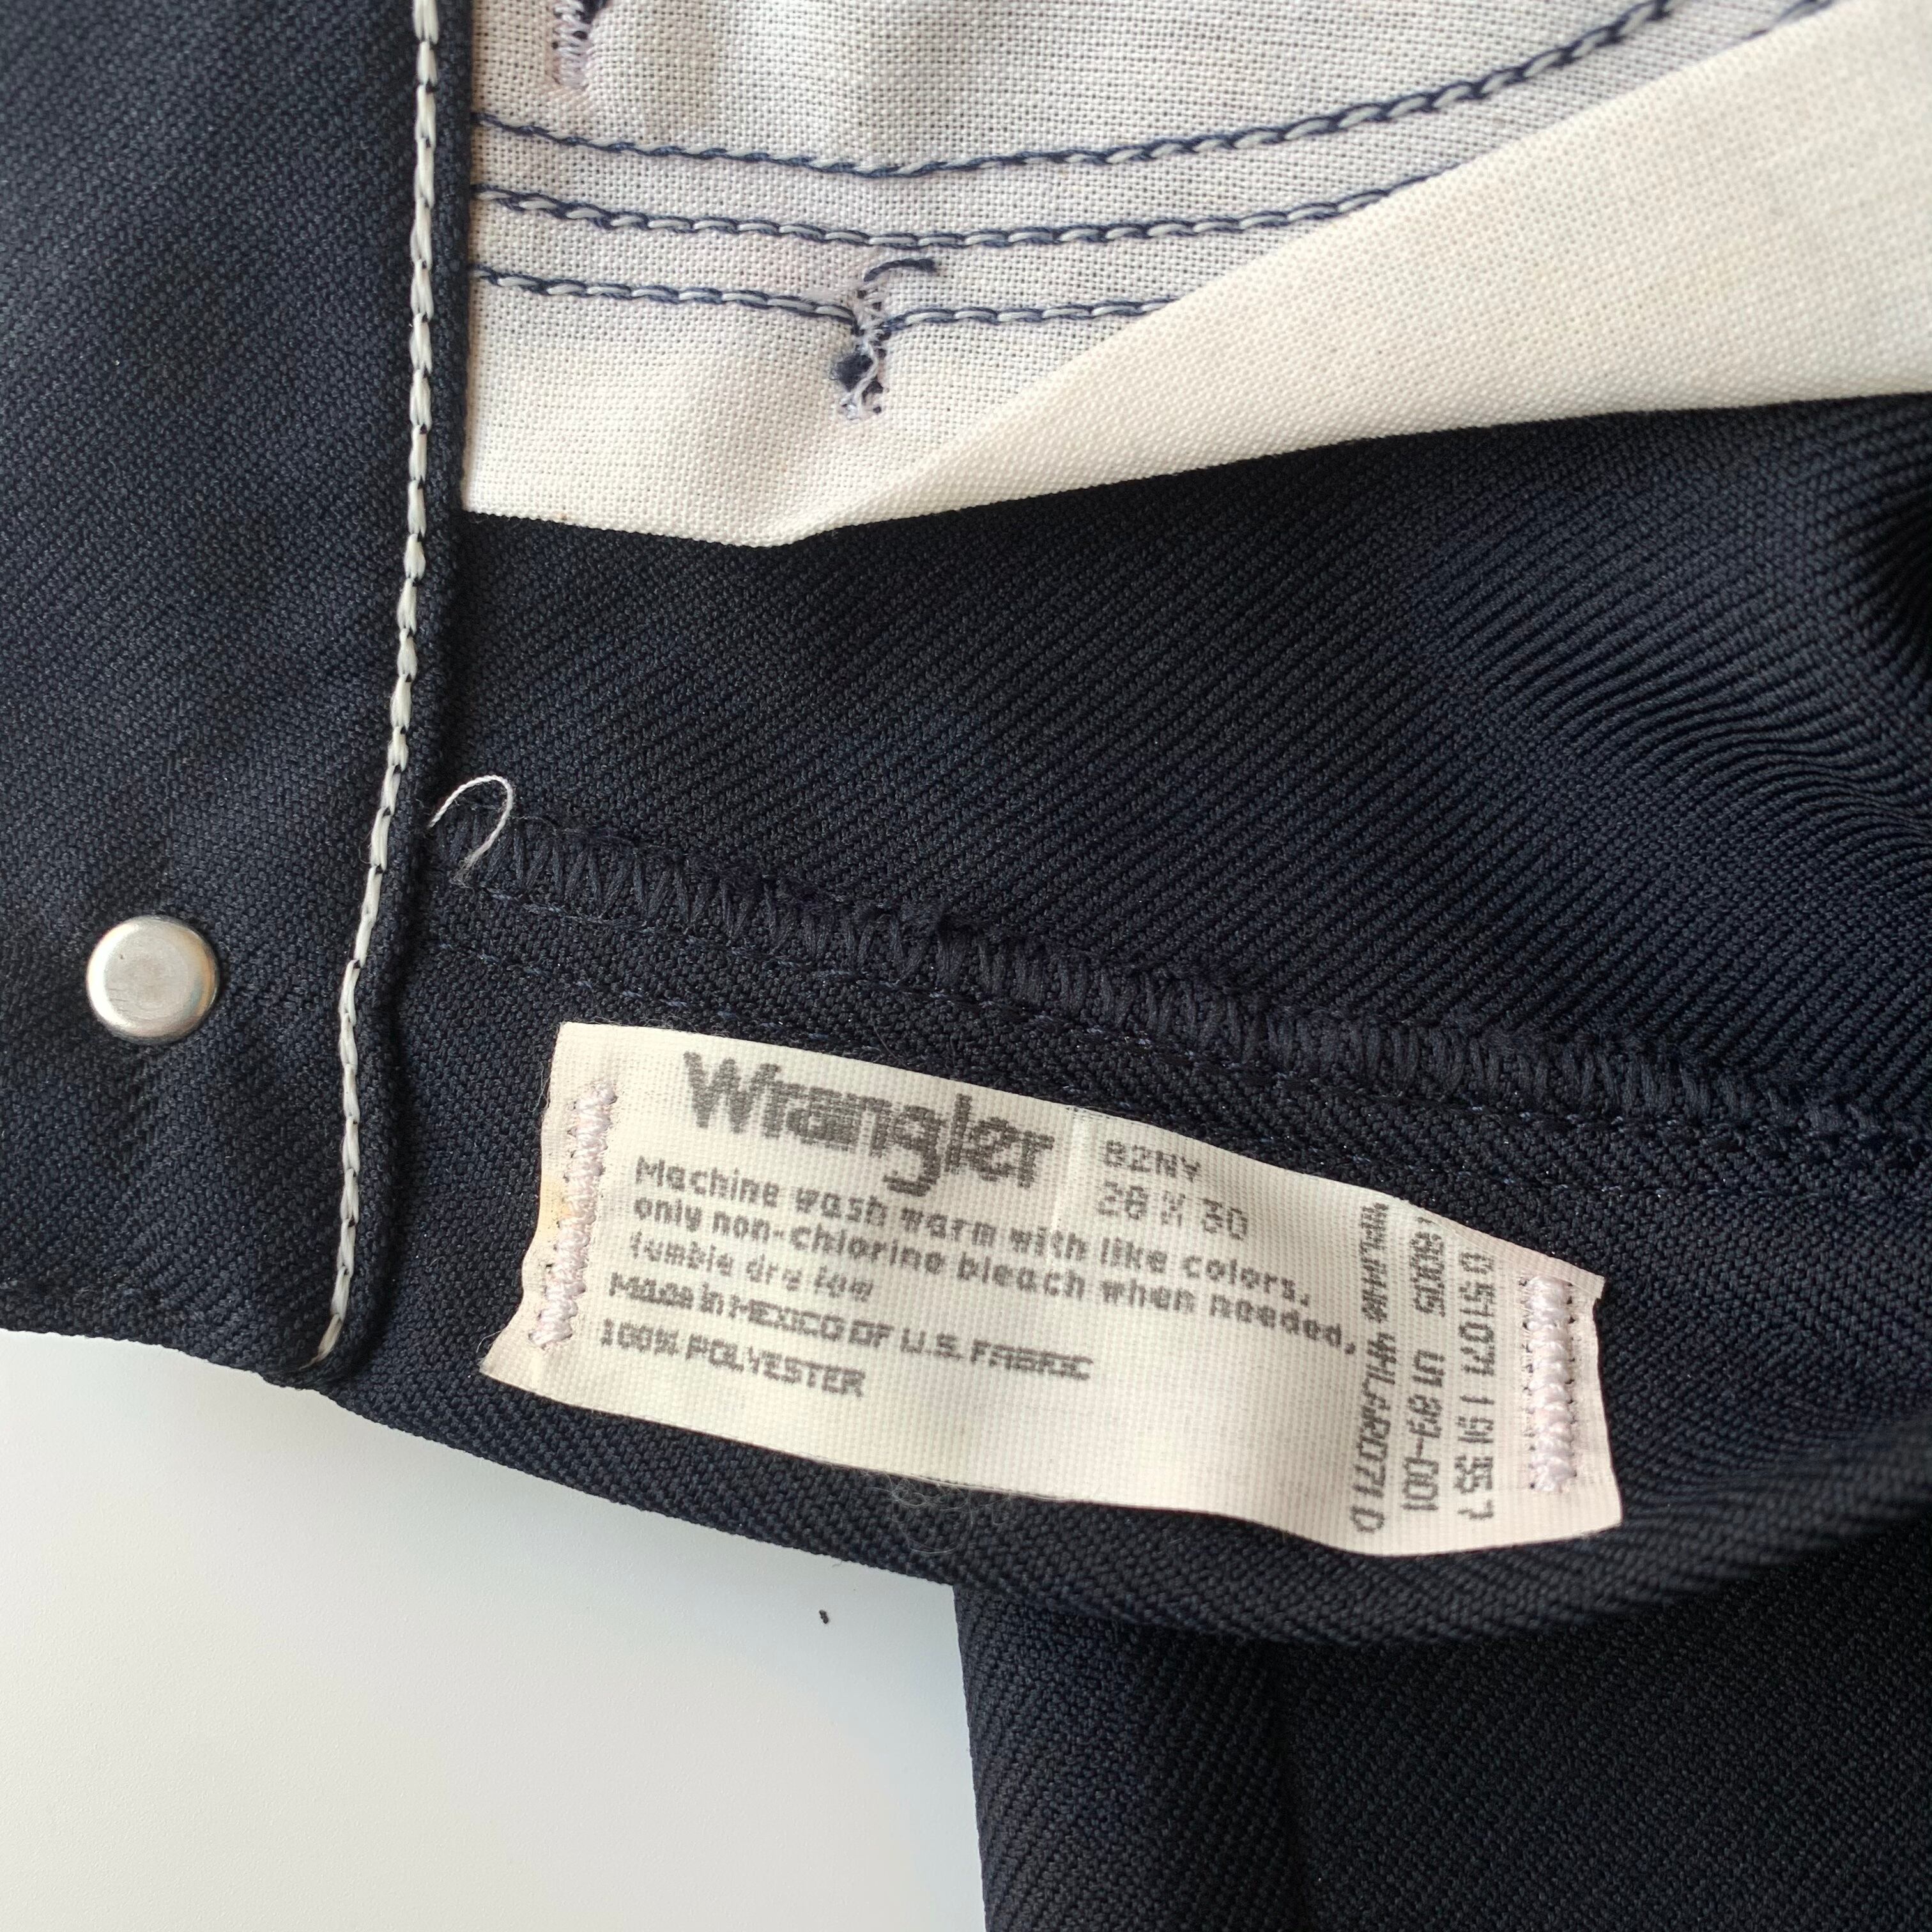 Wrangler
82NV
28 X 30
Machine wash warm with like colors,
only non-chlorine bleach when needed,
tumble dry low
Made in MEXICO OF U.S. FABRIC
100% POLYESTER